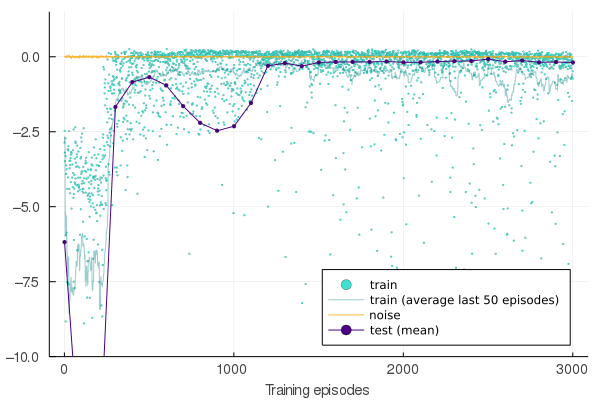 0.0
−2.5
−5.0
−7.5
−10.0
0
1000
2000
3000
Training episodes
train
train (average last 50 episodes)
noise
test (mean)